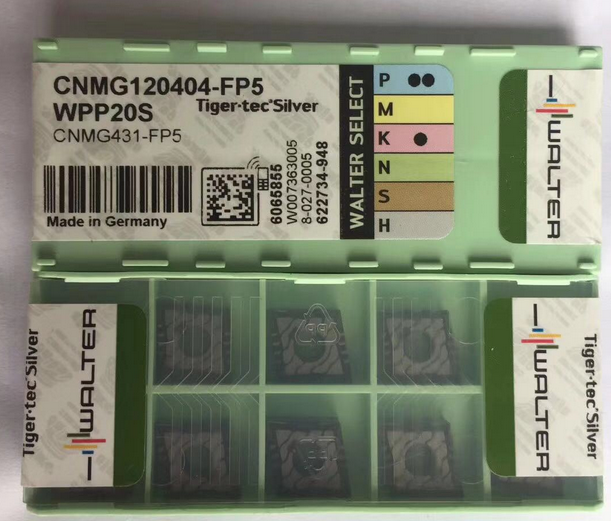 CNMG120404-FP5
WPP20S Tiger·tec®Silver
CNMG431-FP5
Made in Germany
6065855
W007363005
8-027-0005
622734-948
WALTER SELECT
P
M
K
N
S
H
WALTER
Tiger·tec®Silver
WALTER
WALTER
Tiger·tec®Silver